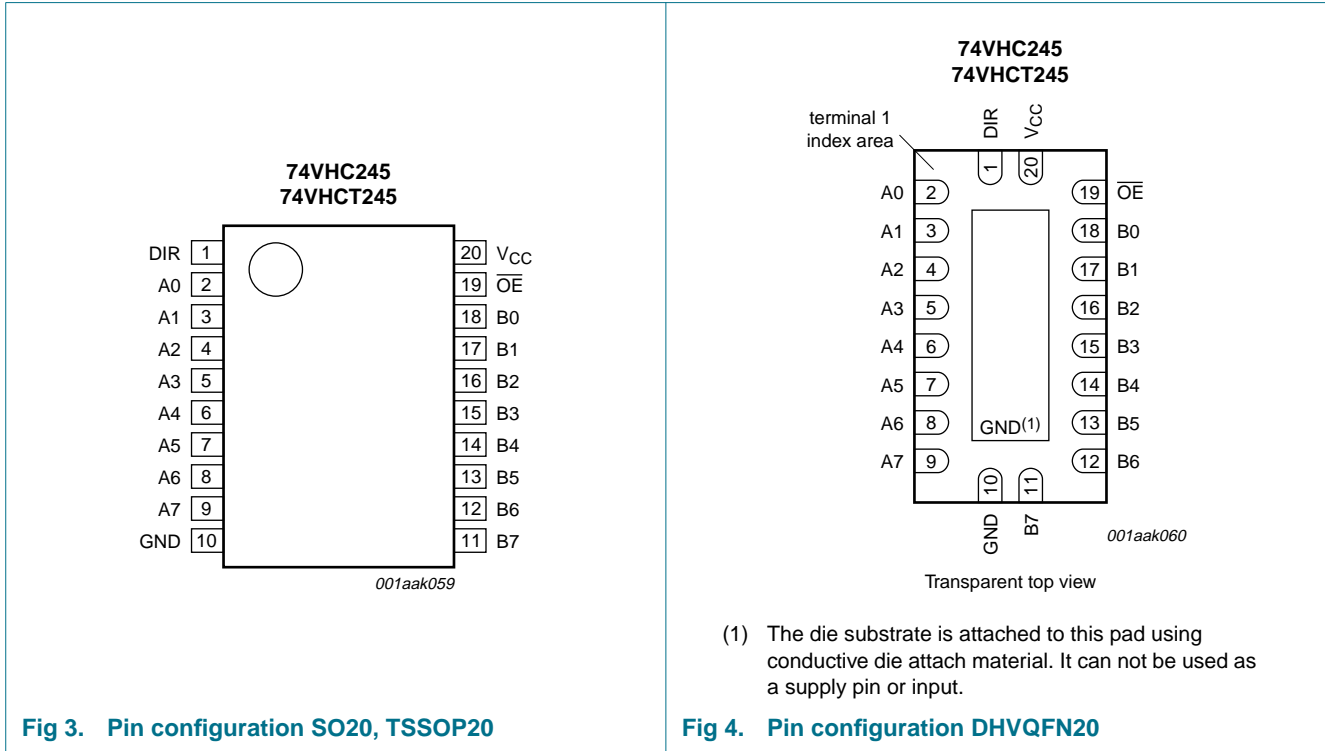 74VHC245
74VHCT245
DIR 1
A0 2
A1 3
A2 4
A3 5
A4 6
A5 7
A6 8
A7 9
GND 10
20 VCC
19 OE
18 B0
17 B1
16 B2
15 B3
14 B4
13 B5
12 B6
11 B7
001aak059
Fig 3. Pin configuration SO20, TSSOP20
74VHC245
74VHCT245
terminal 1
index area
DIR
VCC
1
20
A0 2
A1 3
A2 4
A3 5
A4 6
A5 7
A6 8
A7 9
19 OE
18 B0
17 B1
16 B2
15 B3
14 B4
13 B5
12 B6
GND(1)
10
11
GND
B7
001aak060
Transparent top view
(1) The die substrate is attached to this pad using
conductive die attach material. It can not be used as
a supply pin or input.
Fig 4. Pin configuration DHVQFN20